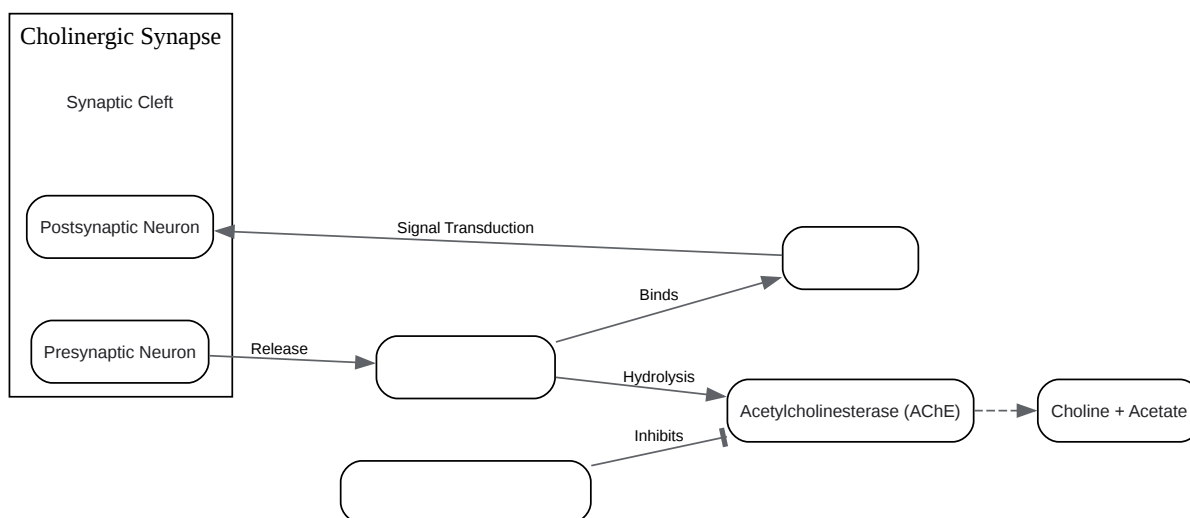 Cholinergic Synapse
Synaptic Cleft
Postsynaptic Neuron
Signal Transduction
Binds
Presynaptic Neuron
Release
Hydrolysis
Acetylcholinesterase (AChE)
Choline + Acetate
Inhibits